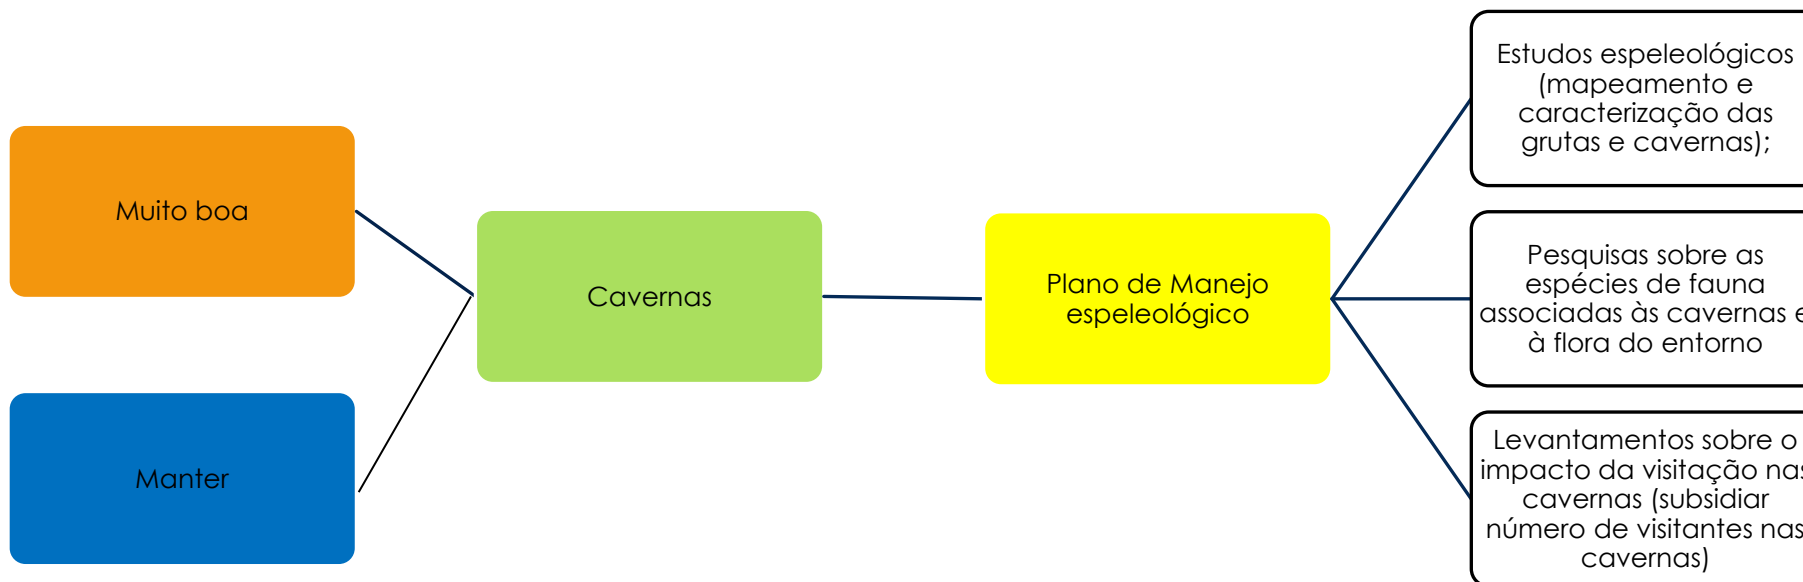 Muito boa
Manter
Cavernas
Plano de Manejo
espeleológico
Estudos espeleológicos
(mapeamento e
caracterização das
grutas e cavernas);
Pesquisas sobre as
espécies de fauna
associadas às cavernas e
à flora do entorno
Levantamentos sobre o
impacto da visitação nas
cavernas (subsidiar
número de visitantes nas
cavernas)